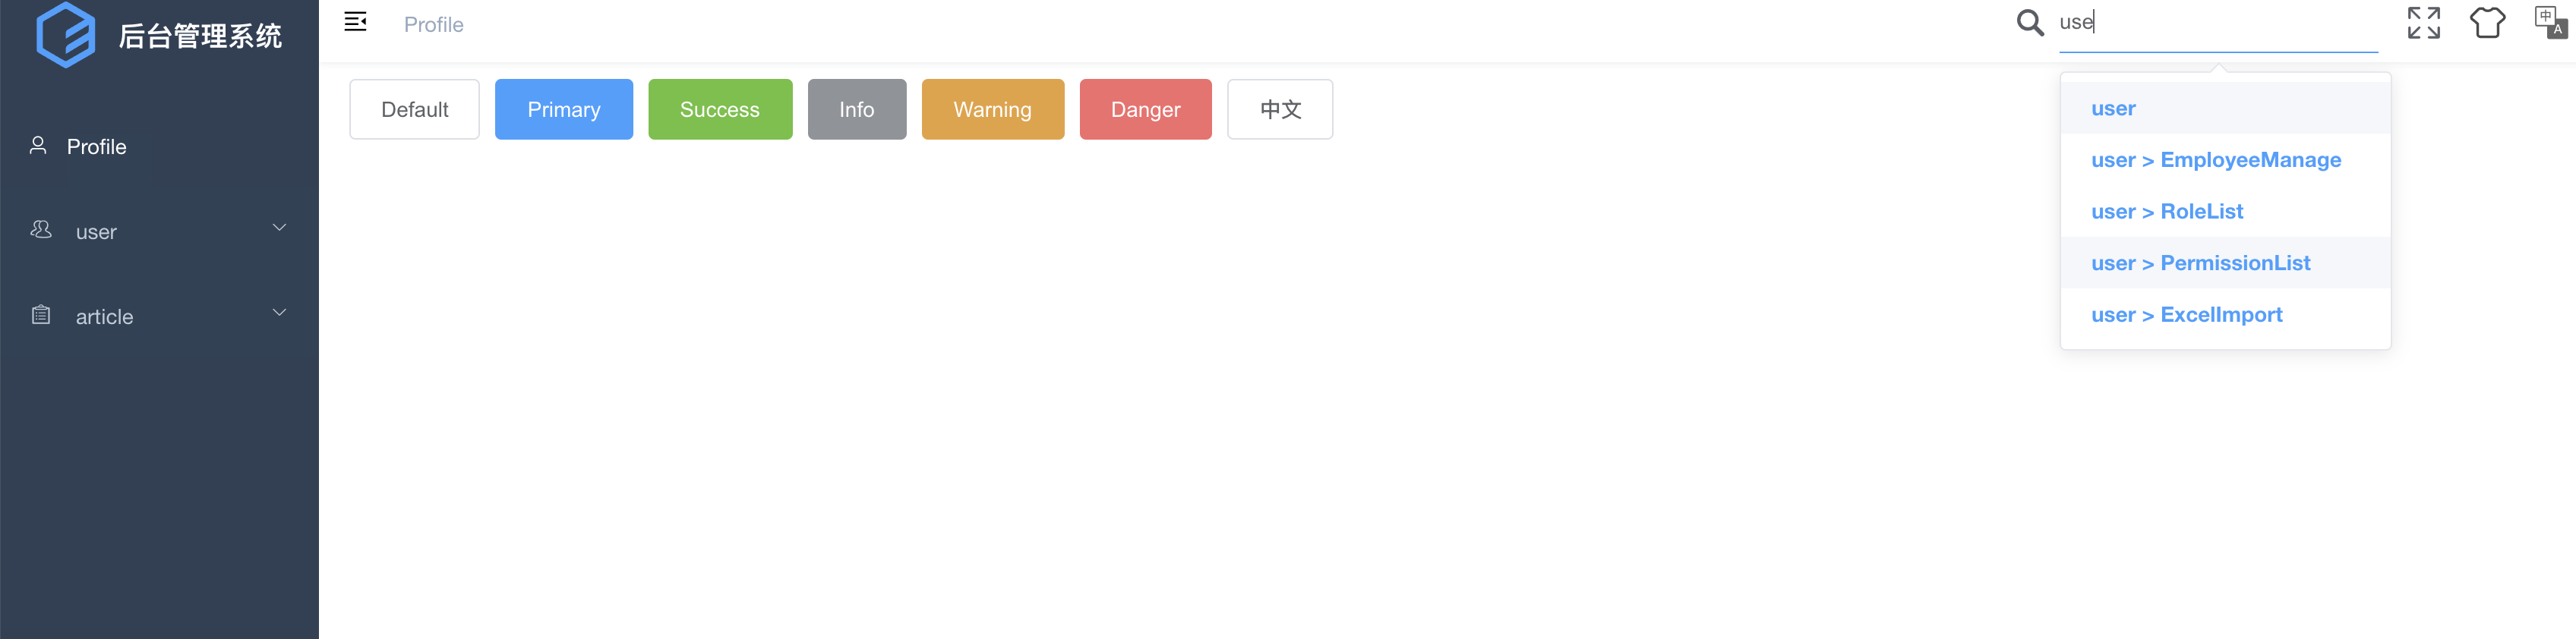 后台管理系统
Profile
user
article
Profile
use
中
A
Default
Primary
Success
Info
Warning
Danger
中文
user
user > EmployeeManage
user > RoleList
user > PermissionList
user > ExcelImport